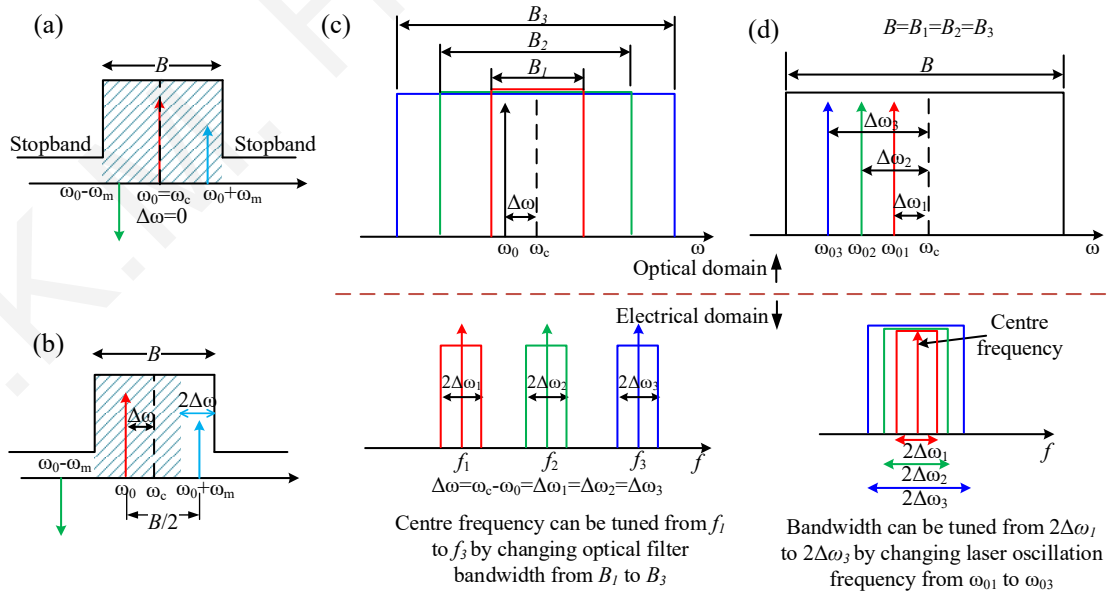 (a)
B
Stopband
Stopband
ω0-ωm
ω0=ωc
ω0+ωm
Δω=0
(b)
B
2Δω
Δω
ω0-ωm
ω0
ωc
ω0+ωm
B/2
(c)
B3
B2
B1
Δω
ω0
ωc
ω
(d)
B=B1=B2=B3
B
Δω3
Δω2
Δω1
ω03
ω02
ω01
ωc
ω
Optical domain
Electrical domain
2Δω1
2Δω2
2Δω3
f1
f2
f3
f
Δω=ωc-ω0=Δω1=Δω2=Δω3
Centre frequency can be tuned from f1
to f3 by changing optical filter
bandwidth from B1 to B3
Centre
frequency
f
2Δω1
2Δω2
2Δω3
Bandwidth can be tuned from 2Δω1
to 2Δω3 by changing laser oscillation
frequency from ω01 to ω03